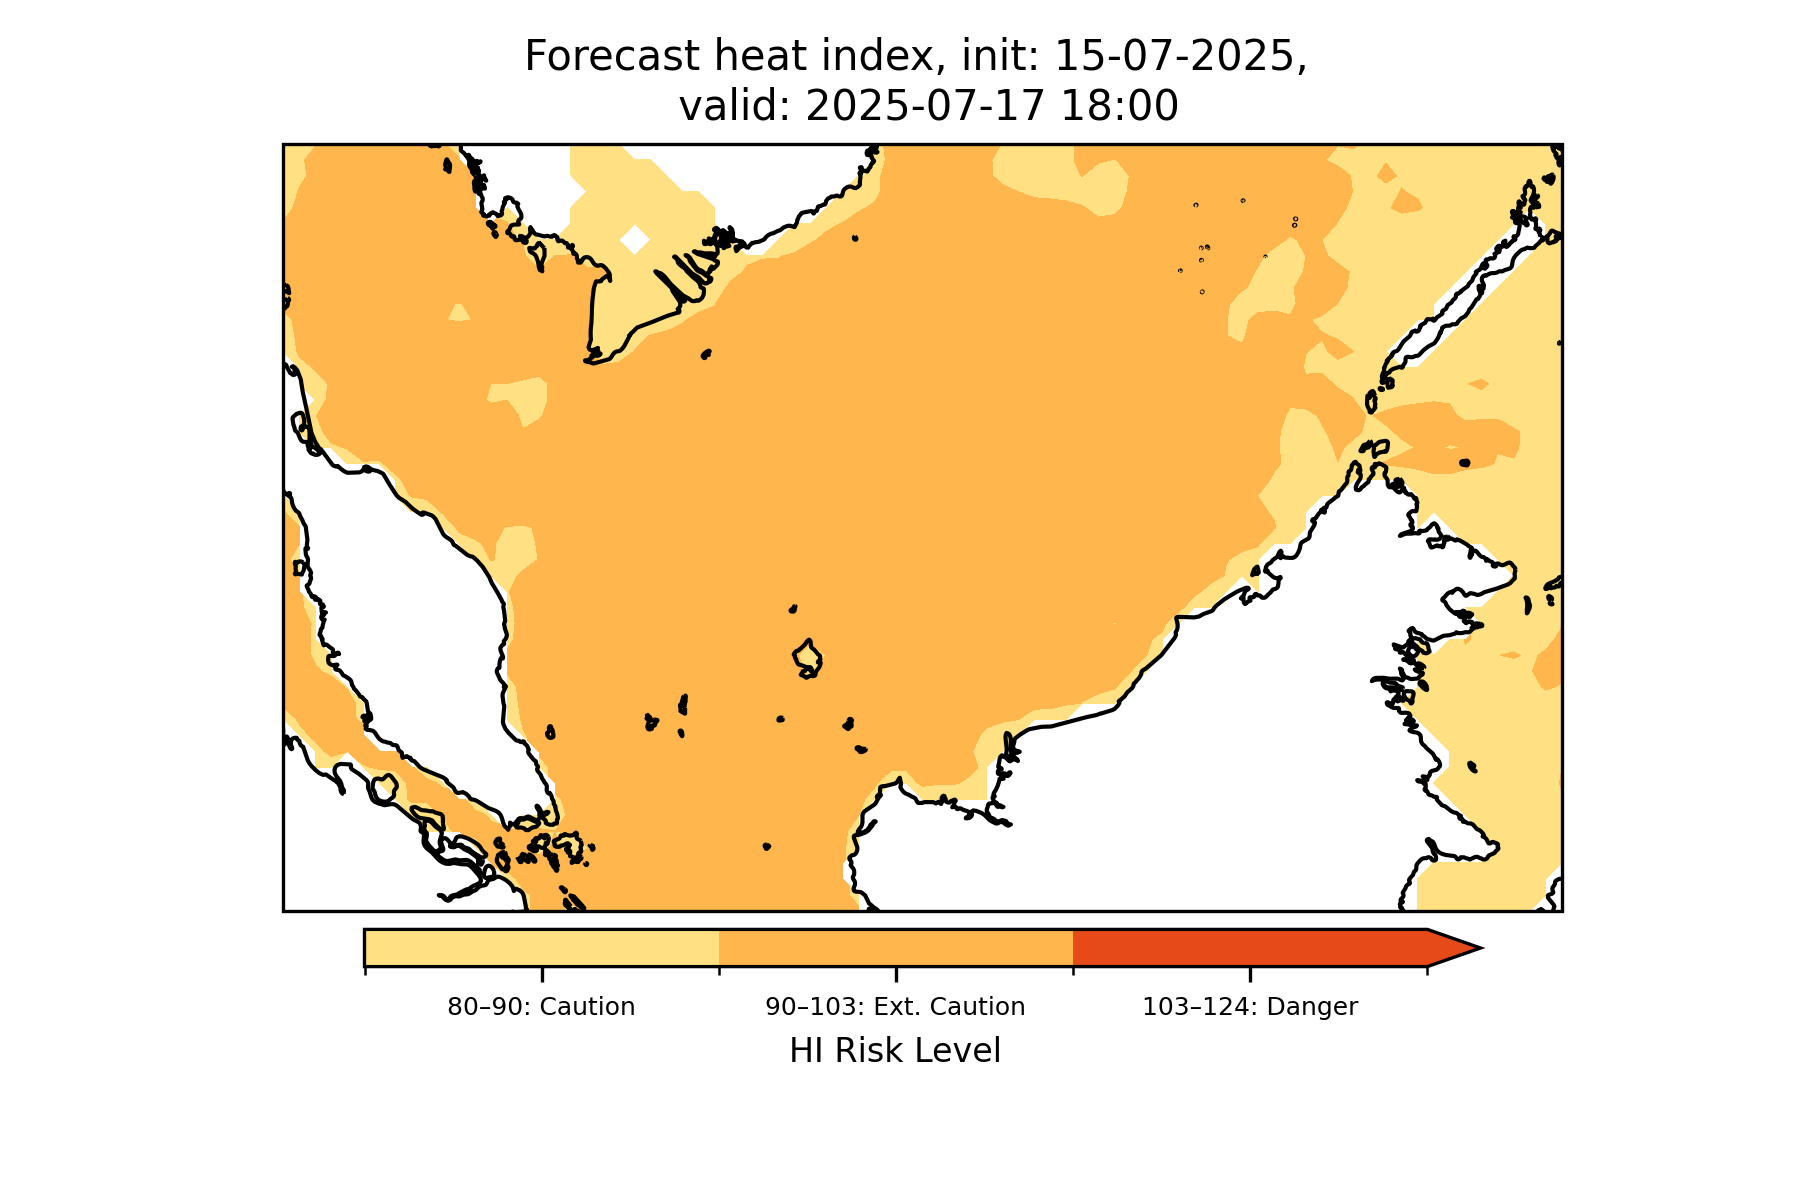 Forecast heat index, init: 15-07-2025,
valid: 2025-07-17 18:00
80–90: Caution
90–103: Ext. Caution
103–124: Danger
HI Risk Level